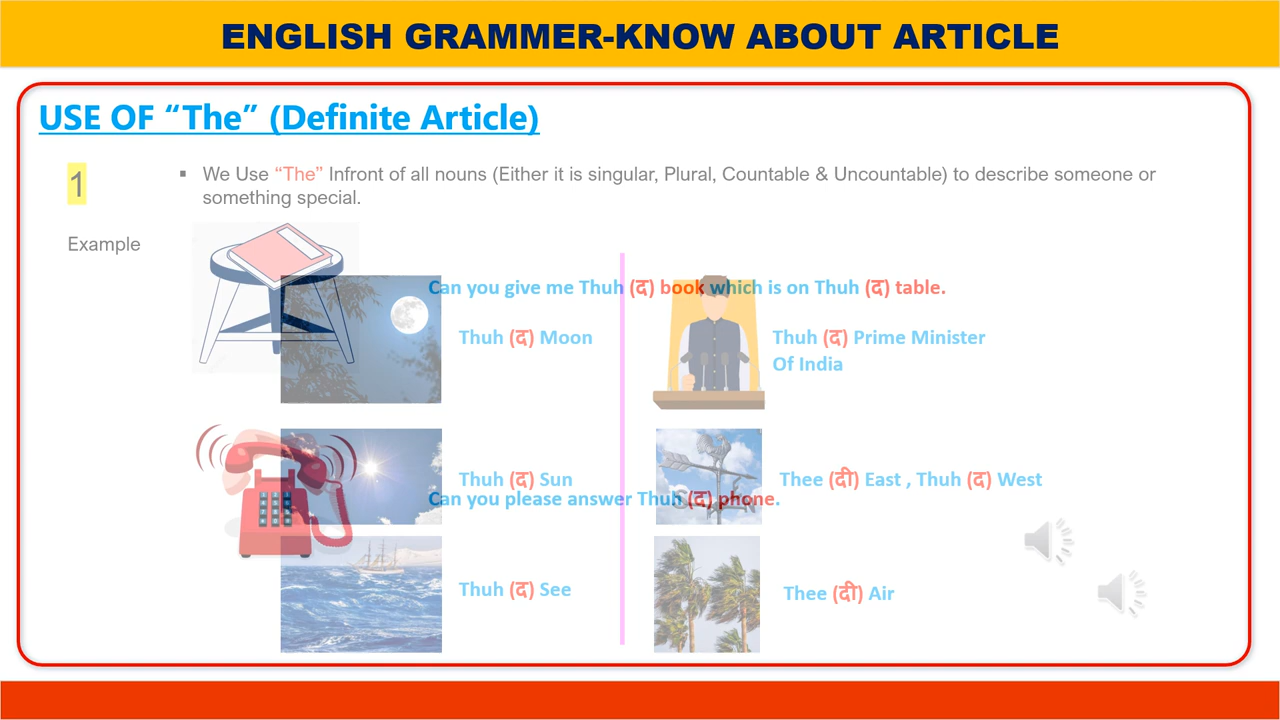 ENGLISH GRAMMER-KNOW ABOUT ARTICLE
USE OF “The” (Definite Article)
1
▪ We Use “The” Infront of all nouns (Either it is singular, Plural, Countable & Uncountable) to describe someone or
something special.
Example
Can you give me Thuh (द) book which is on Thuh (द) table.
Thuh (द) Moon
Thuh (द) Prime Minister
Of India
Thuh (द) Sun
Thee (दी) East , Thuh (द) West
Can you please answer Thuh (द) phone.
Thuh (द) See
Thee (दी) Air